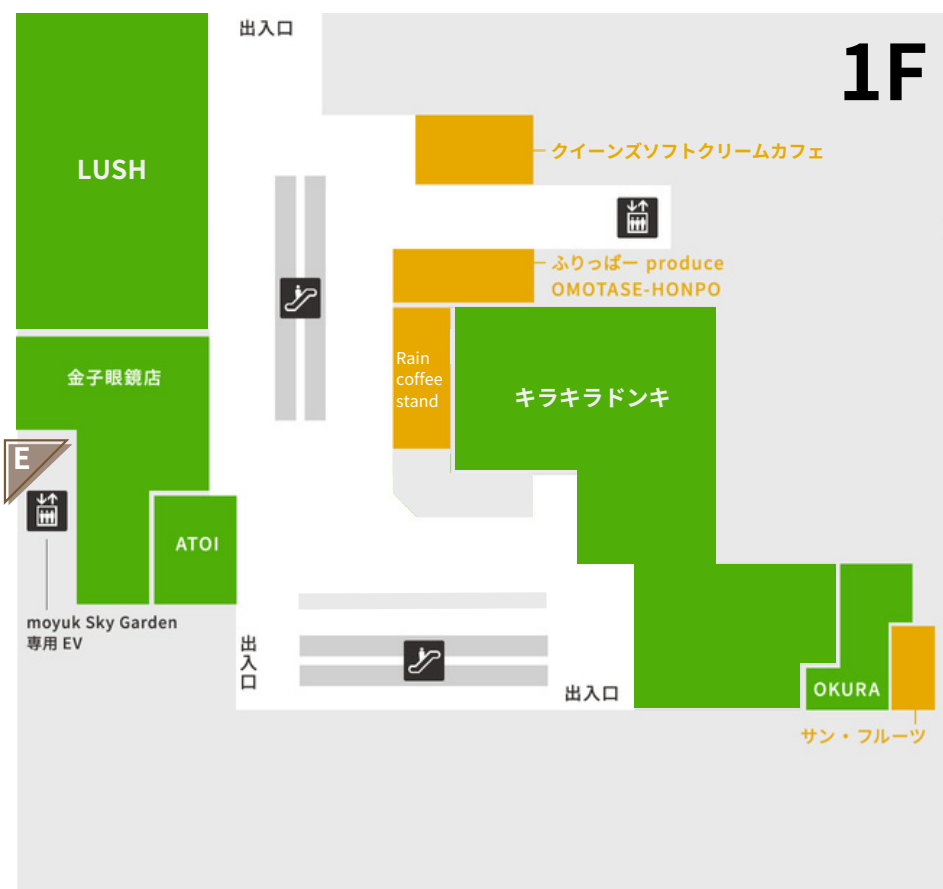 出入口
1F
LUSH
クイーンズソフトクリームカフェ
ふりっぱー produce
OMOTASE-HONPO
Rain
coffee
stand
キラキラドンキ
金子眼鏡店
E
ATOI
moyuk Sky Garden
専用 EV
出入口
出入口
OKURA
サン・フルーツ